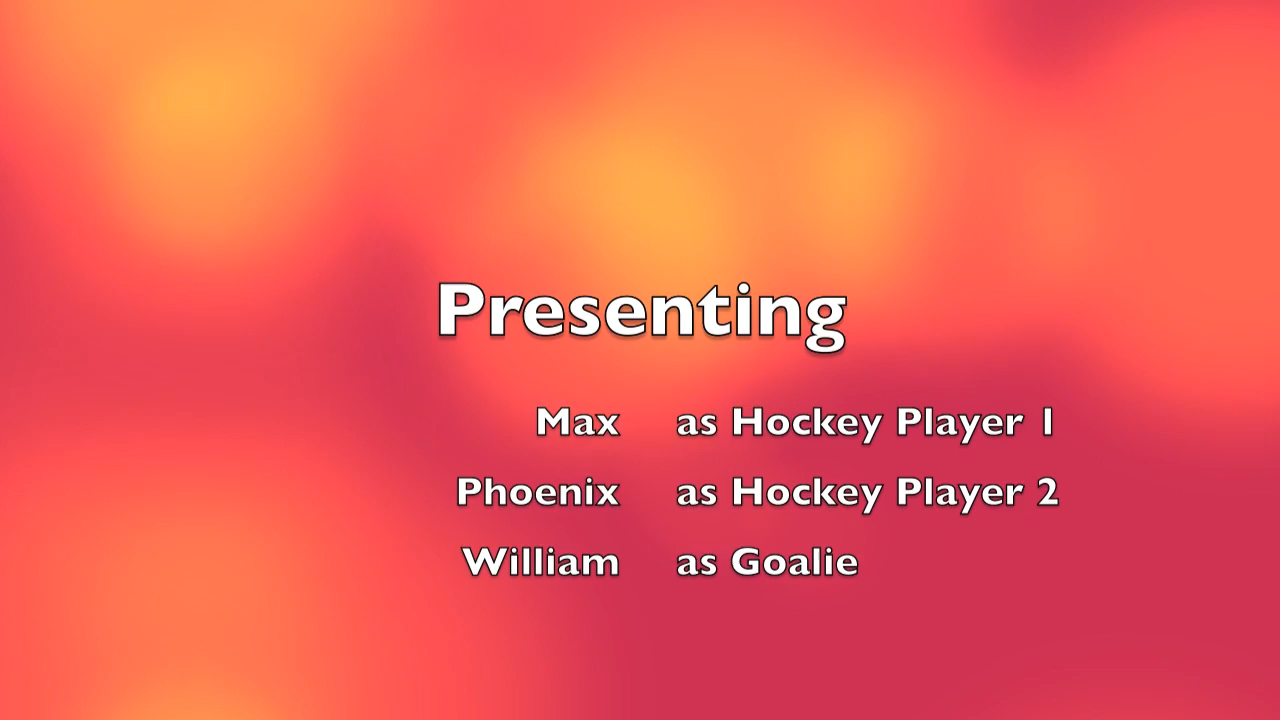 Presenting
Max as Hockey Player 1
Phoenix as Hockey Player 2
William as Goalie